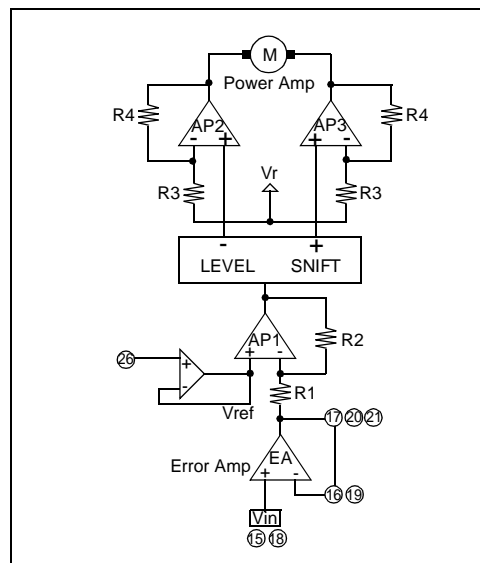 M
Power Amp
R4 AP2 AP3 R4
- + + -
R3 Vr R3
- +
LEVEL SNIFT
AP1 R2
+ -
26 + -
R1
Vref
17 20 21
Error Amp EA
+ -
16 19
Vin
15 18